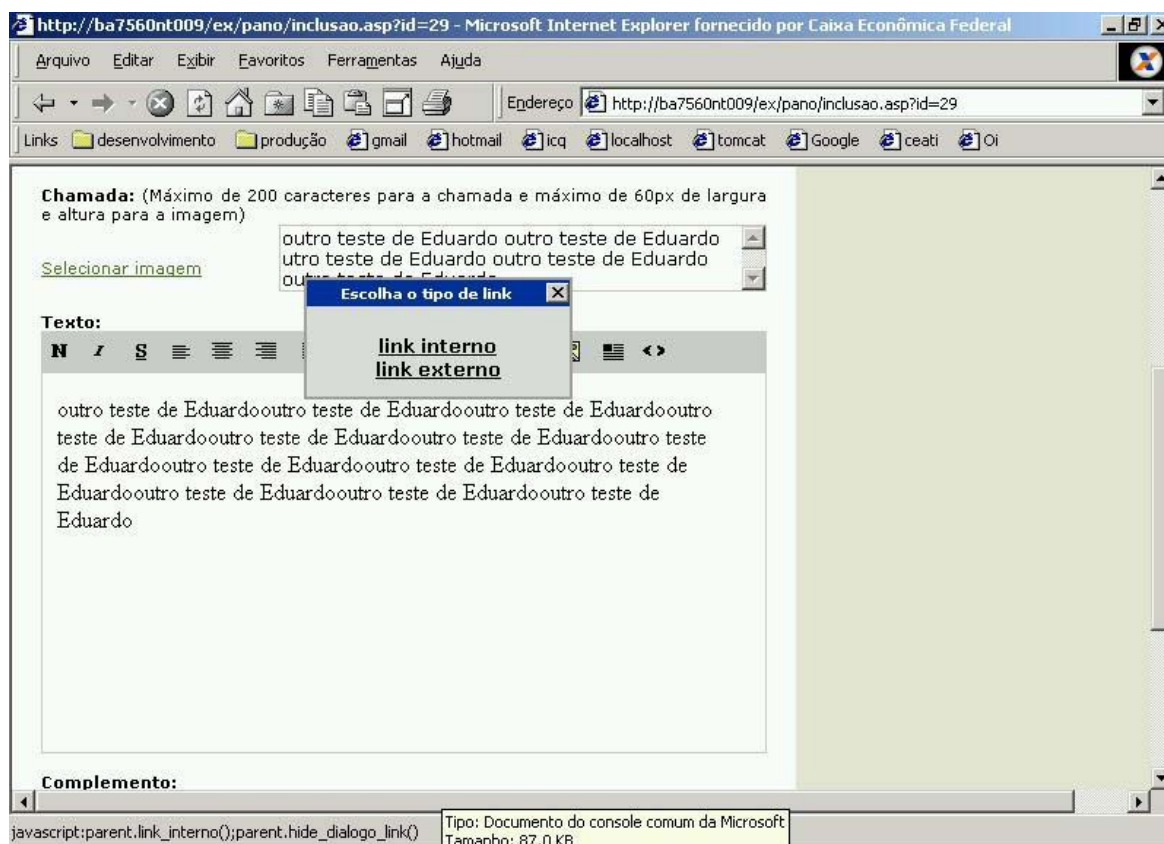 http://ba7560nt009/ex/pano/inclusao.asp?id=29 - Microsoft Internet Explorer fornecido por Caixa Econômica Federal
Arquivo Editar Exibir Favoritos Ferramentas Ajuda
Endereço http://ba7560nt009/ex/pano/inclusao.asp?id=29
Links desenvolvimento produção gmail hotmail icq localhost tomcat Google ceati Oi
Chamada: (Máximo de 200 caracteres para a chamada e máximo de 60px de largura
e altura para a imagem)
outro teste de Eduardo outro teste de Eduardo
utro teste de Eduardo outro teste de Eduardo
Selecionar imagem
Escolha o tipo de link
link interno
link externo
Texto:
N I S
outro teste de Eduardooutro teste de Eduardooutro teste de Eduardooutro
teste de Eduardooutro teste de Eduardooutro teste de Eduardooutro teste
de Eduardooutro teste de Eduardooutro teste de Eduardooutro teste de
Eduardooutro teste de Eduardooutro teste de Eduardooutro teste de
Eduardo
Complemento:
javascript:parent.link_interno();parent.hide_dialogo_link()
Tipo: Documento do console comum da Microsoft
Tamanho: 87,0 KB